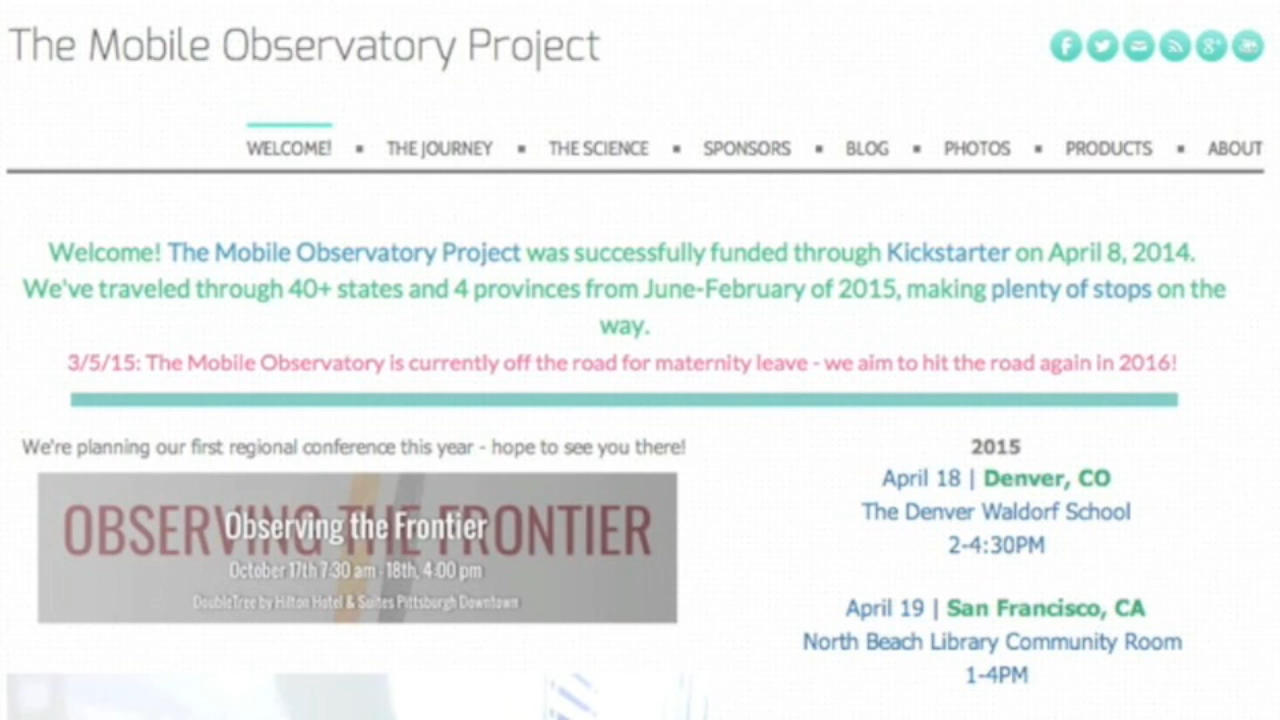 The Mobile Observatory Project
WELCOME! ▪ THE JOURNEY ▪ THE SCIENCE ▪ SPONSORS ▪ BLOG ▪ PHOTOS ▪ PRODUCTS ▪ ABOUT
Welcome! The Mobile Observatory Project was successfully funded through Kickstarter on April 8, 2014.
We've traveled through 40+ states and 4 provinces from June-February of 2015, making plenty of stops on the
way.
3/5/15: The Mobile Observatory is currently off the road for maternity leave - we aim to hit the road again in 2016!
We're planning our first regional conference this year - hope to see you there!
OBSERVING THE FRONTIER
Observing the Frontier
October 17th 7:30 am - 18th, 4:00 pm
DoubleTree by Hilton Hotel & Suites Pittsburgh Downtown
2015
April 18 | Denver, CO
The Denver Waldorf School
2-4:30PM
April 19 | San Francisco, CA
North Beach Library Community Room
1-4PM